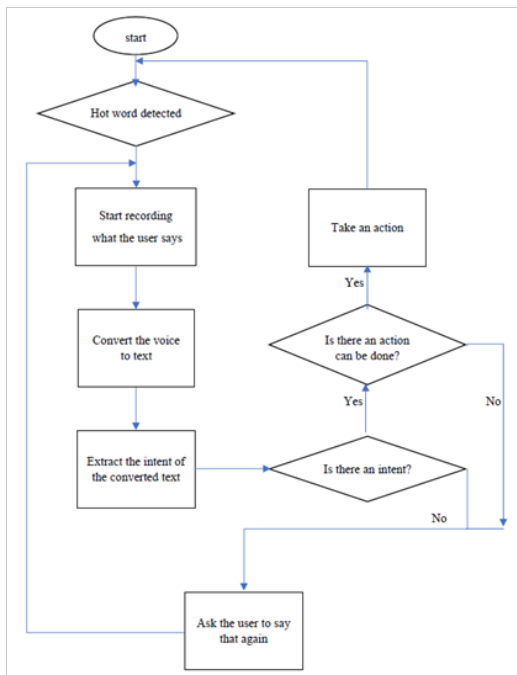 start
Hot word detected
Start recording
what the user says
Take an action
Yes
Convert the voice
to text
Is there an action
can be done?
Yes
No
Extract the intent of
the converted text
Is there an intent?
No
Ask the user to say
that again